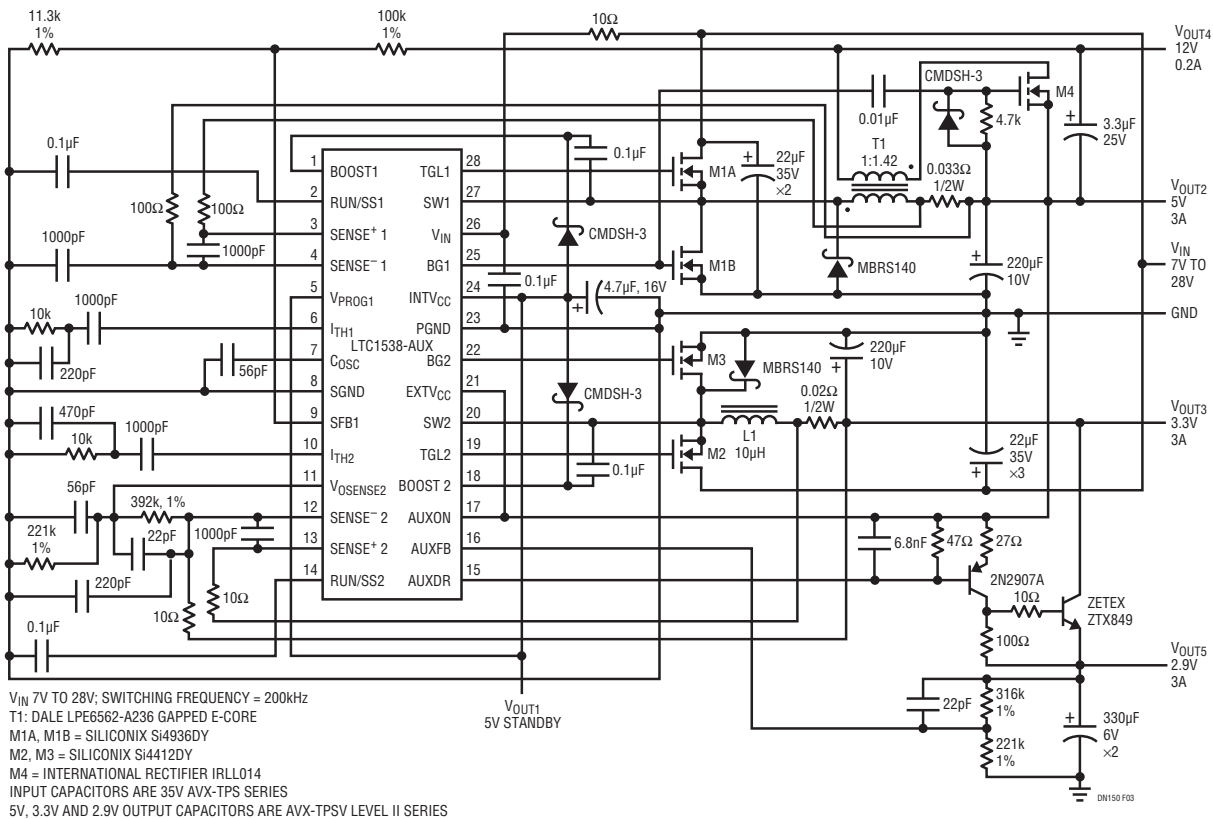 11.3k
1%
100k
1%
10Ω
VOUT4
12V
0.2A
CMDSH-3
M4
0.01µF
4.7k
3.3µF
25V
+
T1
1:1.42
0.033Ω
1/2W
VOUT2
5V
3A
0.1µF
0.1µF
M1A
22µF
35V
×2
+
1
BOOST1
TGL1
28
2
RUN/SS1
SW1
27
3
SENSE+ 1
VIN
26
4
SENSE− 1
BG1
25
5
VPROG1
INTVCC
24
6
ITH1
PGND
23
LTC1538-AUX
7
COSC
BG2
22
8
SGND
EXTVCC
21
9
SFB1
SW2
20
10
ITH2
TGL2
19
11
VOSENSE2
BOOST 2
18
12
SENSE− 2
AUXON
17
13
SENSE+ 2
AUXFB
16
14
RUN/SS2
AUXDR
15
100Ω
100Ω
1000pF
1000pF
CMDSH-3
M1B
MBRS140
220µF
10V
+
VIN
7V TO
28V
0.1µF
4.7µF, 16V
+
GND
10k
1000pF
220pF
56pF
M3
MBRS140
220µF
10V
+
CMDSH-3
0.02Ω
1/2W
VOUT3
3.3V
3A
470pF
10k
1000pF
L1
10µH
M2
0.1µF
22µF
35V
×3
+
56pF
392k, 1%
22pF
1000pF
221k
1%
220pF
10Ω
10Ω
0.1µF
6.8nF
47Ω
27Ω
2N2907A
10Ω
ZETEX
ZTX849
100Ω
VOUT5
2.9V
3A
VOUT1
5V STANDBY
22pF
316k
1%
221k
1%
330µF
6V
×2
+
VIN 7V TO 28V; SWITCHING FREQUENCY = 200kHz
T1: DALE LPE6562-A236 GAPPED E-CORE
M1A, M1B = SILICONIX Si4936DY
M2, M3 = SILICONIX Si4412DY
M4 = INTERNATIONAL RECTIFIER IRLL014
INPUT CAPACITORS ARE 35V AVX-TPS SERIES
5V, 3.3V AND 2.9V OUTPUT CAPACITORS ARE AVX-TPSV LEVEL II SERIES
DN150 F03